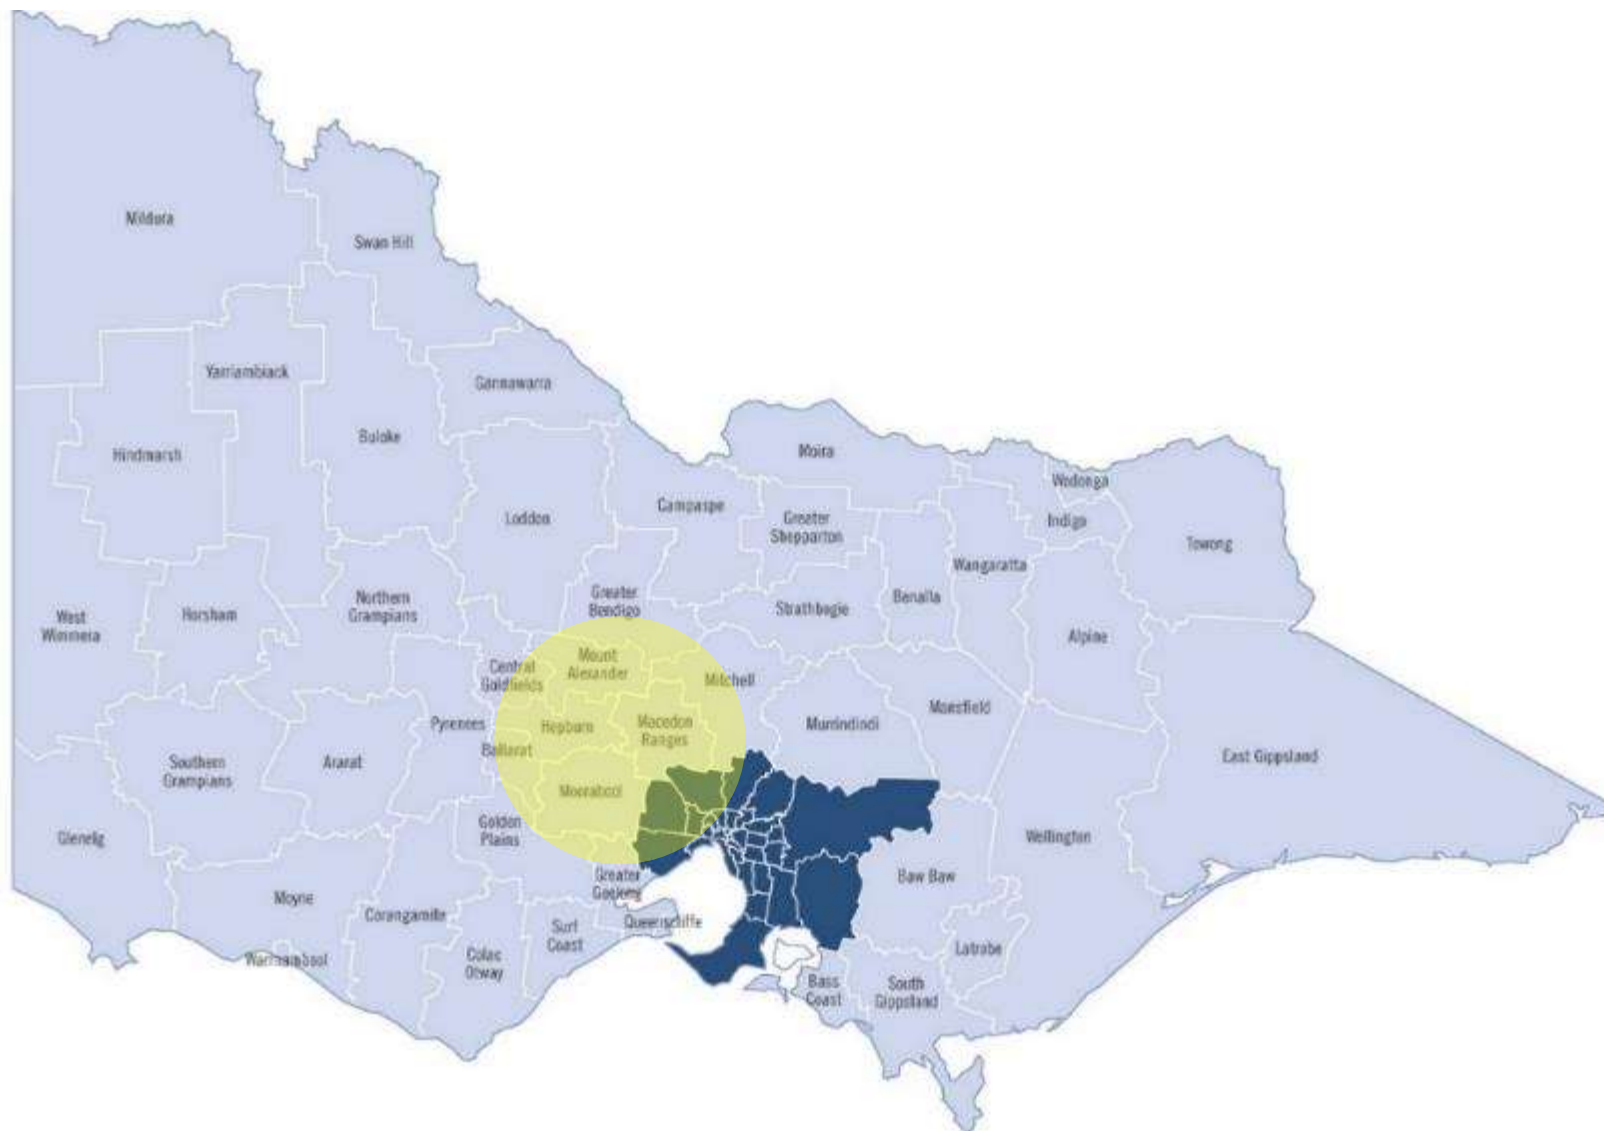 Mildura
Swan Hill
Yarriambiack
Gannawarra
Buloke
Hindmarsh
Moira
Wodonga
Campaspe
Loddon
Greater
Shepparton
Indigo
Towong
Wangaratta
Benalla
Northern
Grampians
Greater
Bendigo
Strathbogie
Horsham
West
Wimmera
Alpine
Mount
Alexander
Central
Goldfields
Mitchell
Mansfield
Pyrenees
Hepburn
Macedon
Ranges
Murrindindi
Ballarat
East Gippsland
Southern
Grampians
Ararat
Moorabool
Golden
Plains
Glenelg
Wellington
Baw Baw
Greater
Geelong
Moyne
Corangamite
Surf
Coast
Queenscliffe
Warrnambool
Colac
Otway
Latrobe
Bass
Coast
South
Gippsland